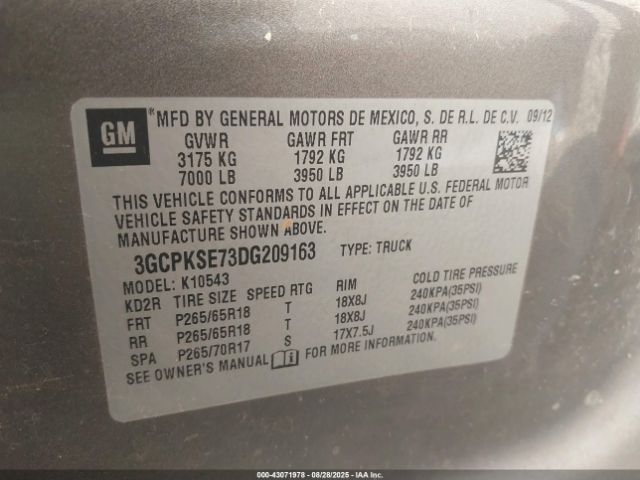 GM
®MFD BY GENERAL MOTORS DE MEXICO, S. DE R.L. DE C.V. 09/12
GVWR GAWR FRT GAWR RR
3175 KG 1792 KG 1792 KG
7000 LB 3950 LB 3950 LB
THIS VEHICLE CONFORMS TO ALL APPLICABLE U.S. FEDERAL MOTOR
VEHICLE SAFETY STANDARDS IN EFFECT ON THE DATE OF
MANUFACTURE SHOWN ABOVE.
3GCPKSE73DG209163 TYPE: TRUCK
MODEL: K10543
KD2R TIRE SIZE SPEED RTG RIM COLD TIRE PRESSURE
FRT P265/65R18 T 18X8J 240KPA(35PSI)
RR P265/65R18 T 18X8J 240KPA(35PSI)
SPA P265/70R17 S 17X7.5J 240KPA(35PSI)
SEE OWNER'S MANUAL i FOR MORE INFORMATION.
000-43071978 - 08/28/2025 - IAA Inc.